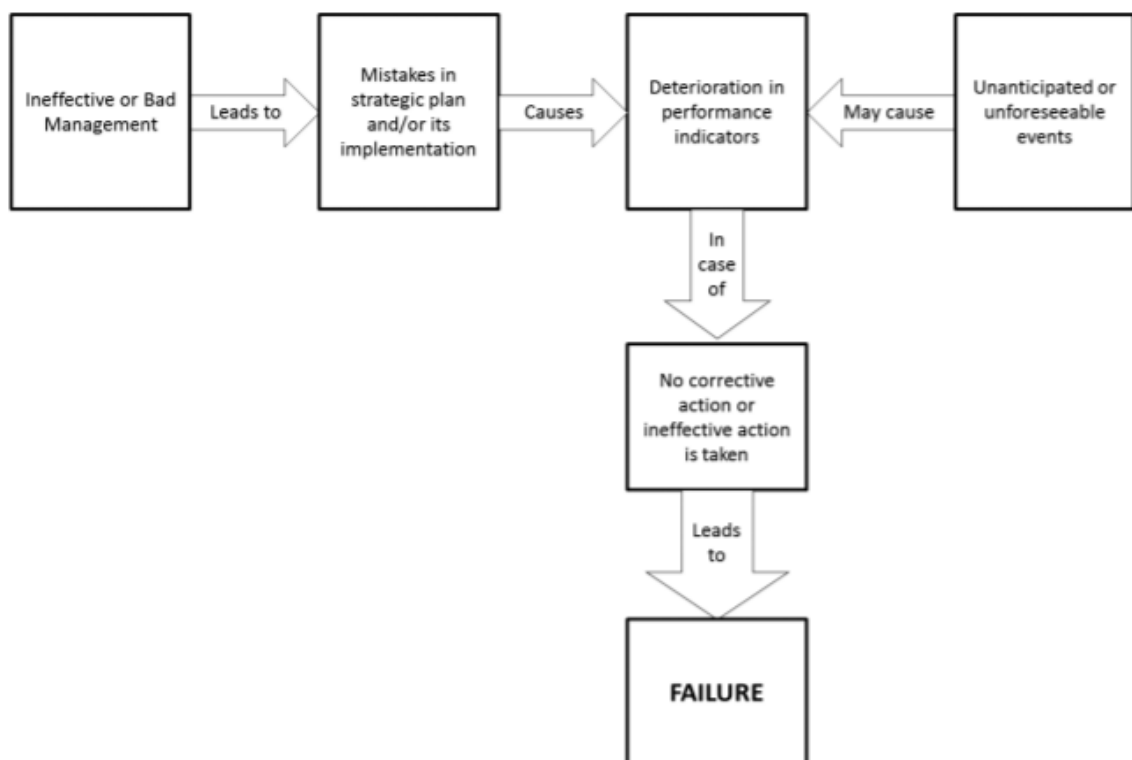 Ineffective or Bad
Management
Leads to
Mistakes in
strategic plan
and/or its
implementation
Causes
Deterioration in
performance
indicators
May cause
Unanticipated or
unforeseeable
events
In
case
of
No corrective
action or
ineffective action
is taken
Leads
to
FAILURE